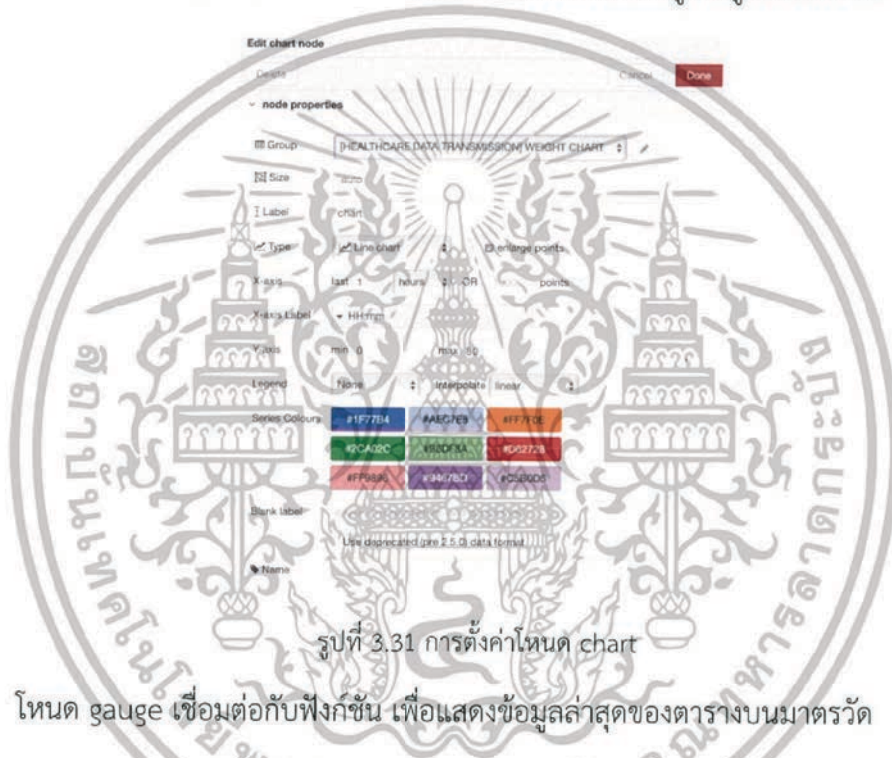 Edit chart node
Delete Cancel Done
node properties
Group [HEALTHCARE DATA TRANSMISSION] WEIGHT CHART
Size auto
Label chart
Type Line chart enlarge points
X-axis last 1 hours OR points
X-axis Label HH:mm
Y-axis min 0 max
Legend None Interpolate linear
Series Colours #1F77B4 #AEC7E8 #FF7F0E
#2CA02C #98DF8A #D62728
#FF9896 #9467BD #C5B0D5
Blank label
Use deprecated (pre 2.5.0) data format
Name
รูปที่ 3.31 การตั้งค่าโหนด chart
โหนด gauge เชื่อมต่อกับฟังก์ชัน เพื่อแสดงข้อมูลล่าสุดของตารางบนมาตรวัด